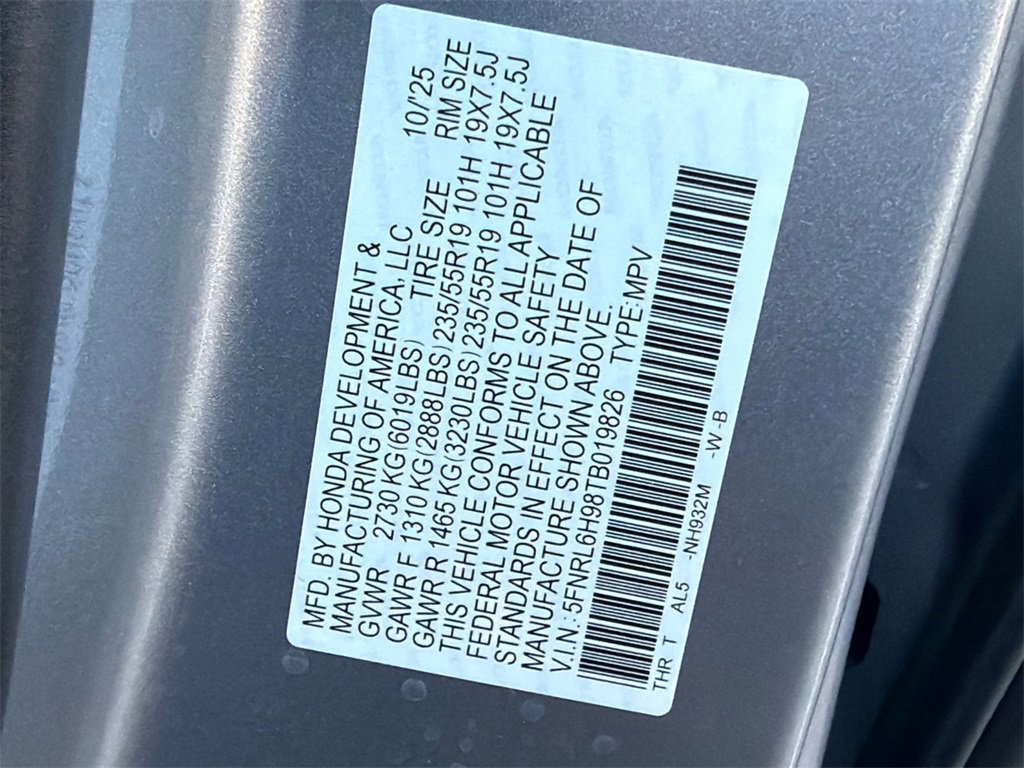 MFD. BY HONDA DEVELOPMENT &
MANUFACTURING OF AMERICA, LLC 10/'25
GVWR 2730 KG(6019LBS) TIRE SIZE RIM SIZE
GAWR F 1310 KG(2888LBS) 235/55R19 101H 19X7.5J
GAWR R 1465 KG(3230LBS) 235/55R19 101H 19X7.5J
THIS VEHICLE CONFORMS TO ALL APPLICABLE
FEDERAL MOTOR VEHICLE SAFETY
STANDARDS IN EFFECT ON THE DATE OF
MANUFACTURE SHOWN ABOVE.
V.I.N.:5FNRL6H98TB019826 TYPE:MPV
THR T AL5 -NH932M -W -B